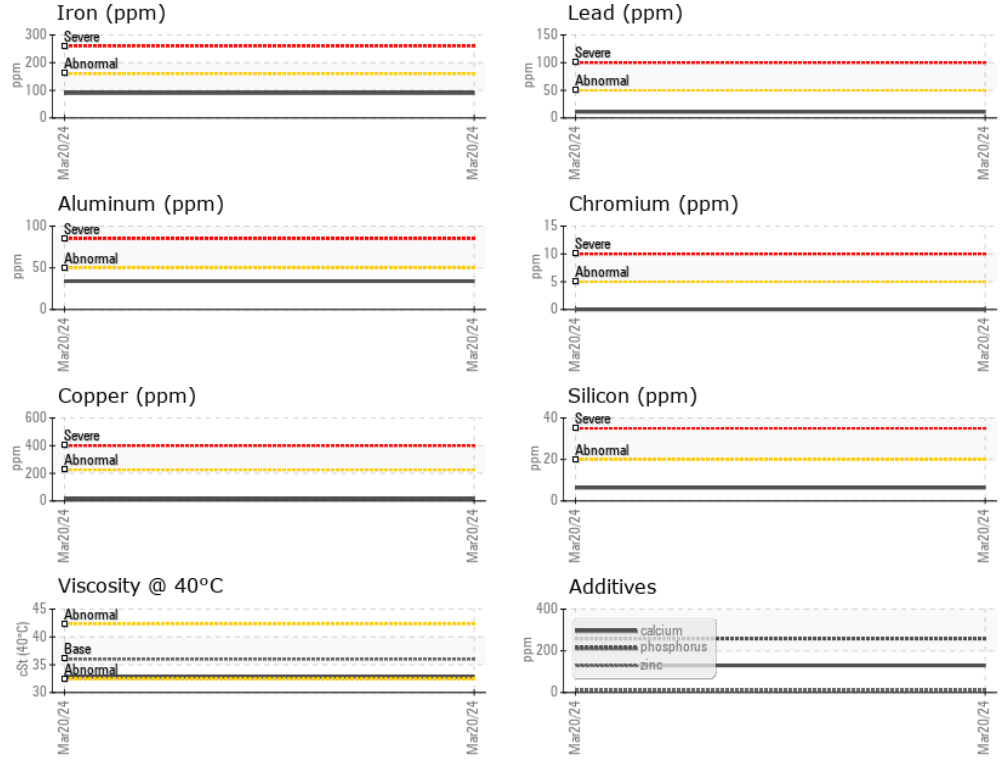 Iron (ppm)
300
200
100
0
ppm
Severe
Abnormal
Mar20/24
Mar20/24
Lead (ppm)
150
100
50
0
ppm
Severe
Abnormal
Mar20/24
Mar20/24
Aluminum (ppm)
100
50
0
ppm
Severe
Abnormal
Mar20/24
Mar20/24
Chromium (ppm)
15
10
5
0
ppm
Severe
Abnormal
Mar20/24
Mar20/24
Copper (ppm)
600
400
200
0
ppm
Severe
Abnormal
Mar20/24
Mar20/24
Silicon (ppm)
40
20
0
ppm
Severe
Abnormal
Mar20/24
Mar20/24
Viscosity @ 40°C
45
40
35
30
cSt (40°C)
Abnormal
Base
Abnormal
Mar20/24
Mar20/24
Additives
400
200
0
ppm
calcium
phosphorus
zinc
Mar20/24
Mar20/24